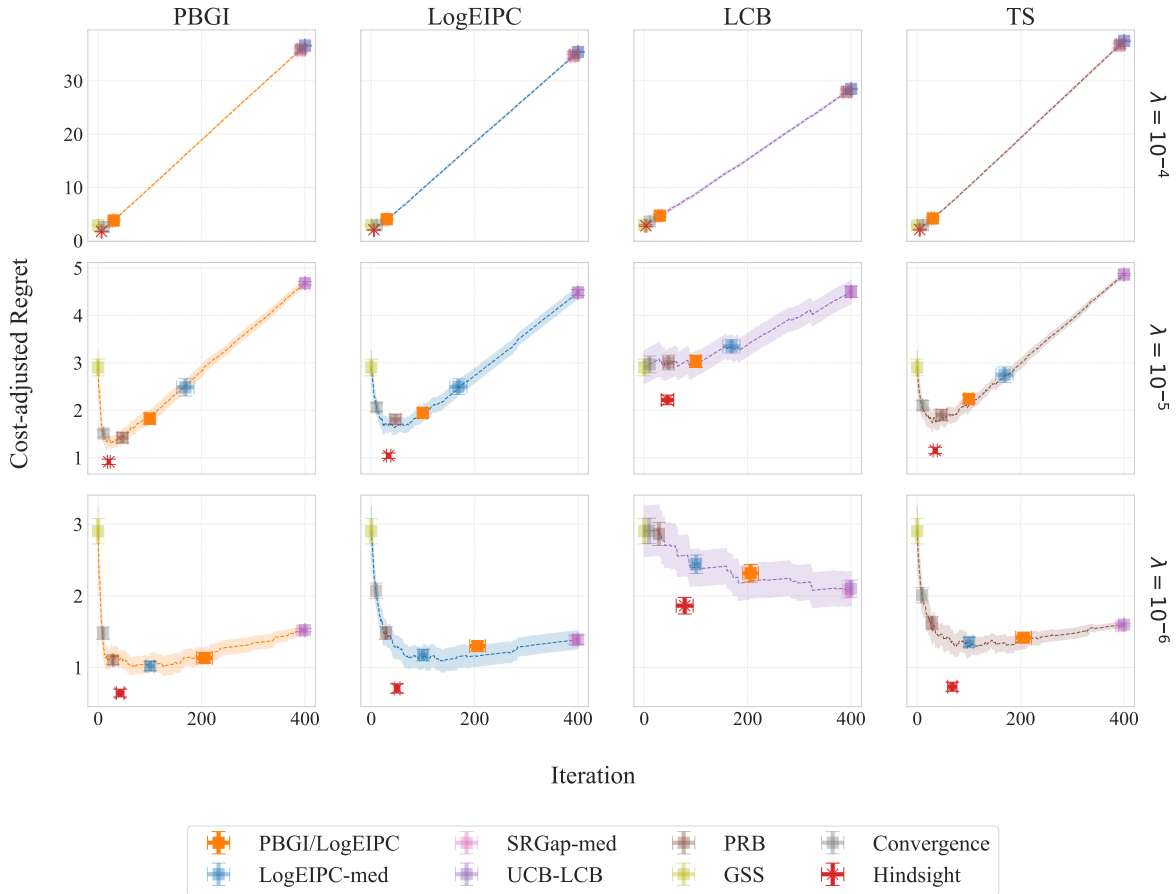 PBGI LogEIPC LCB TS
30
20
10
0
λ = 10⁻⁴
Cost-adjusted Regret
5
4
3
2
1
λ = 10⁻⁵
3
2
1
λ = 10⁻⁶
0 200 400 0 200 400 0 200 400 0 200 400
Iteration
PBGI/LogEIPC SRGap-med PRB Convergence
LogEIPC-med UCB-LCB GSS Hindsight